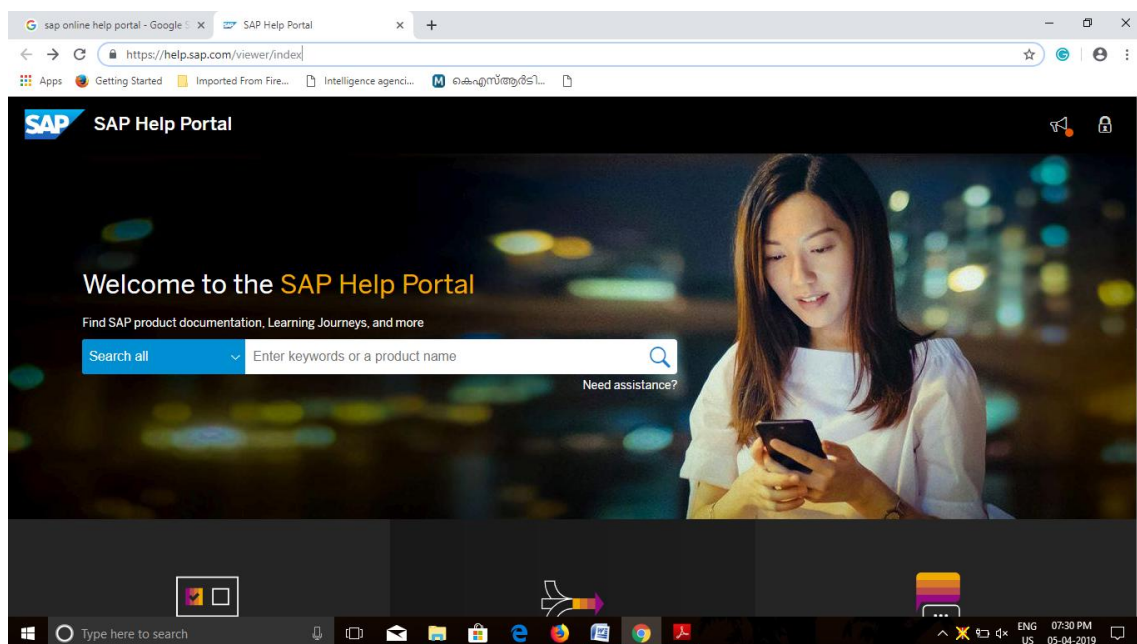 sap online help portal - Google S
SAP Help Portal
https://help.sap.com/viewer/index
Apps
Getting Started
Imported From Fire...
Intelligence agenci...
കെഎസ്ആർടി...
SAP
SAP Help Portal
Welcome to the SAP Help Portal
Find SAP product documentation, Learning Journeys, and more
Search all
Enter keywords or a product name
Need assistance?
Type here to search
ENG
US
07:30 PM
05-04-2019